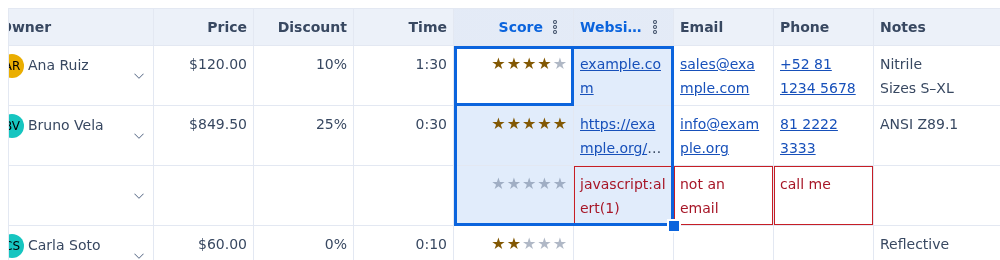 Owner Price Discount Time Score Websi… Email Phone Notes
AR Ana Ruiz $120.00 10% 1:30 example.co sales@exa +52 81 Nitrile
m mple.com 1234 5678 Sizes S–XL
BV Bruno Vela $849.50 25% 0:30 https://exa info@exam 81 2222 ANSI Z89.1
mple.org/… ple.org 3333
javascript:al not an call me
ert(1) email
CS Carla Soto $60.00 0% 0:10 Reflective